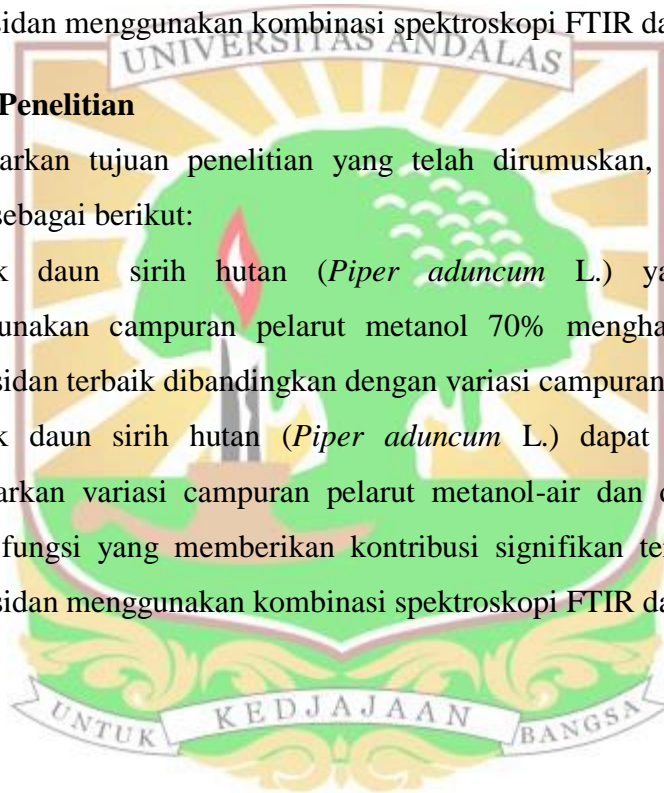 sidan menggunakan kombinasi spektroskopi FTIR da
UNIVERSITAS ANDALAS
Penelitian
arkan tujuan penelitian yang telah dirumuskan,
sebagai berikut:
k daun sirih hutan (Piper aduncum L.) ya
unakan campuran pelarut metanol 70% mengha
sidan terbaik dibandingkan dengan variasi campuran
k daun sirih hutan (Piper aduncum L.) dapat
arkan variasi campuran pelarut metanol-air dan d
fungsi yang memberikan kontribusi signifikan te
sidan menggunakan kombinasi spektroskopi FTIR da
UNTUK KEDJAJAAN BANGSA